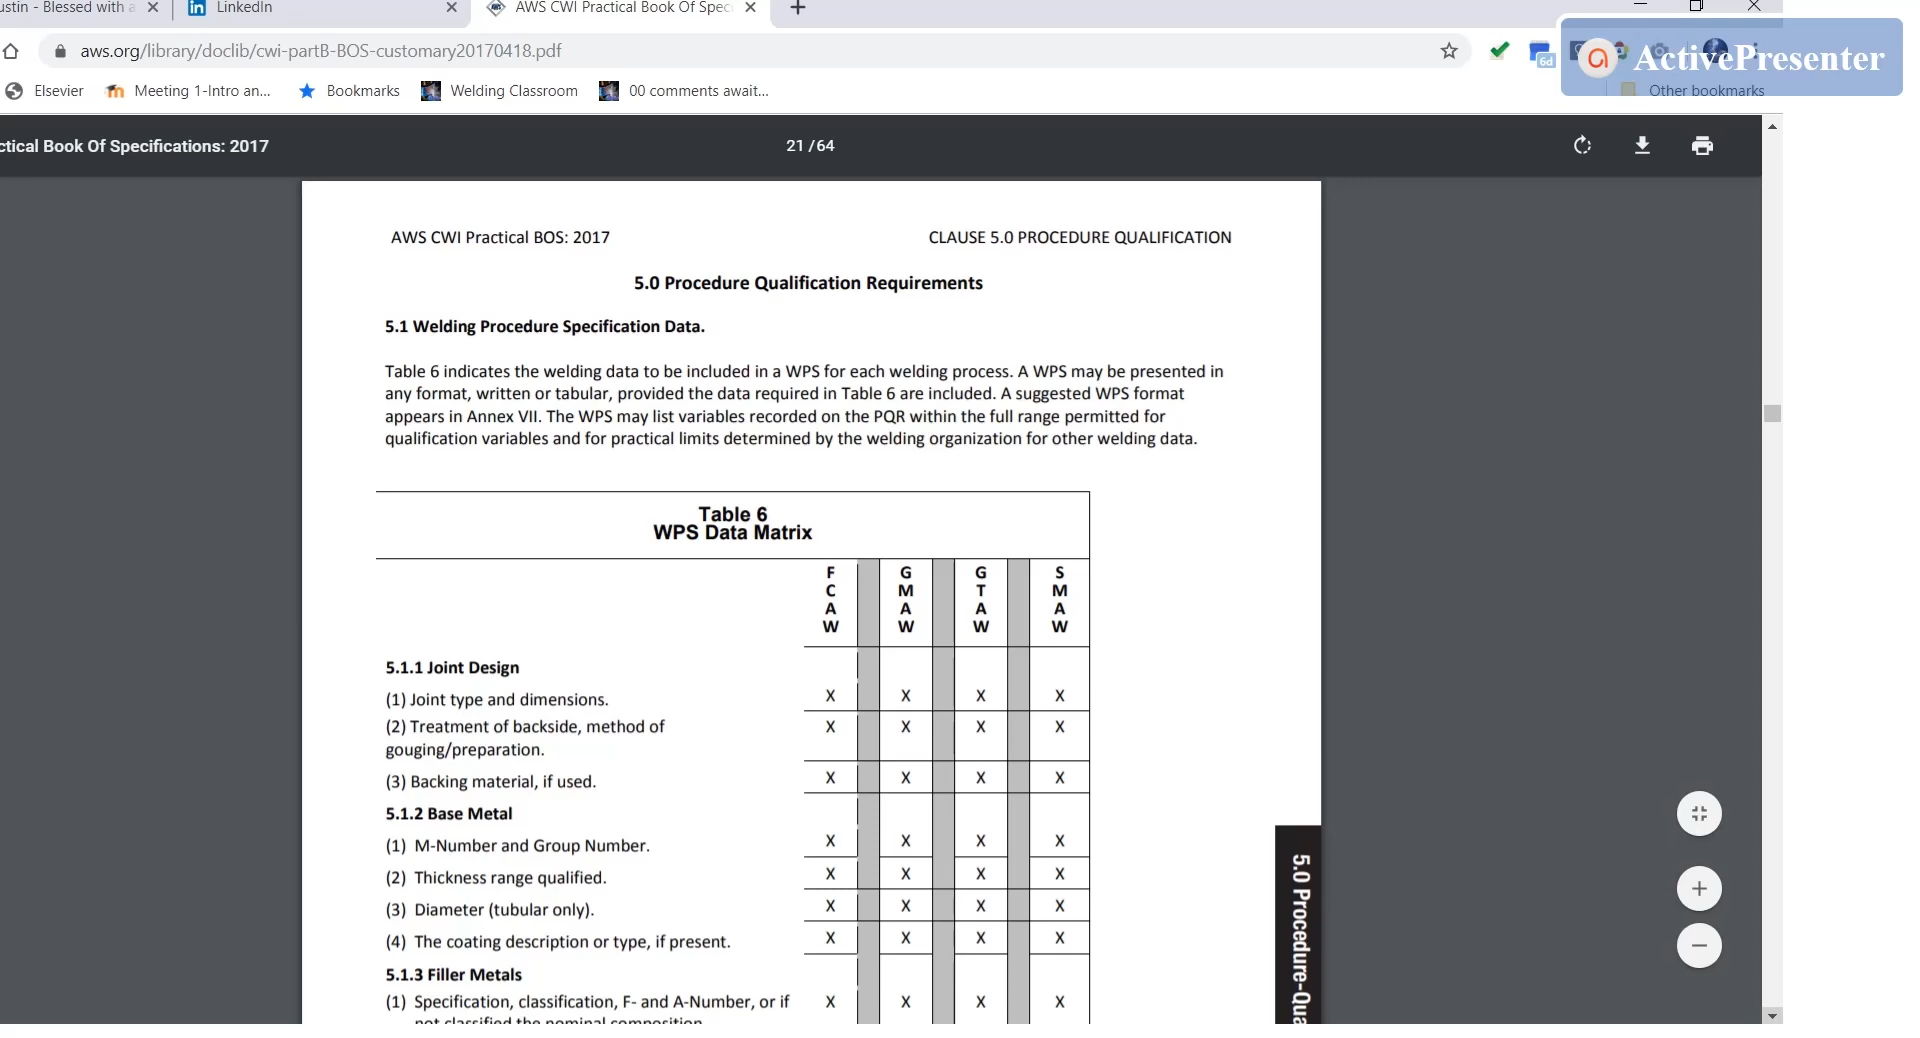 ustin - Blessed with a
LinkedIn
AWS CWI Practical Book Of Spec
aws.org/library/doclib/cwi-partB-BOS-customary20170418.pdf
6d
ActivePresenter
Elsevier
Meeting 1-Intro an...
Bookmarks
Welding Classroom
00 comments await...
Other bookmarks
ctical Book Of Specifications: 2017
21 / 64
AWS CWI Practical BOS: 2017
CLAUSE 5.0 PROCEDURE QUALIFICATION
5.0 Procedure Qualification Requirements
5.1 Welding Procedure Specification Data.
Table 6 indicates the welding data to be included in a WPS for each welding process. A WPS may be presented in
any format, written or tabular, provided the data required in Table 6 are included. A suggested WPS format
appears in Annex VII. The WPS may list variables recorded on the PQR within the full range permitted for
qualification variables and for practical limits determined by the welding organization for other welding data.
Table 6
WPS Data Matrix
FCAW GMAW GTAW SMAW
5.1.1 Joint Design
(1) Joint type and dimensions. X X X X
(2) Treatment of backside, method of X X X X
gouging/preparation.
(3) Backing material, if used. X X X X
5.1.2 Base Metal
(1) M-Number and Group Number. X X X X
(2) Thickness range qualified. X X X X
(3) Diameter (tubular only). X X X X
(4) The coating description or type, if present. X X X X
5.1.3 Filler Metals
(1) Specification, classification, F- and A-Number, or if X X X X
not classified the nominal composition
5.0 Procedure-Qua